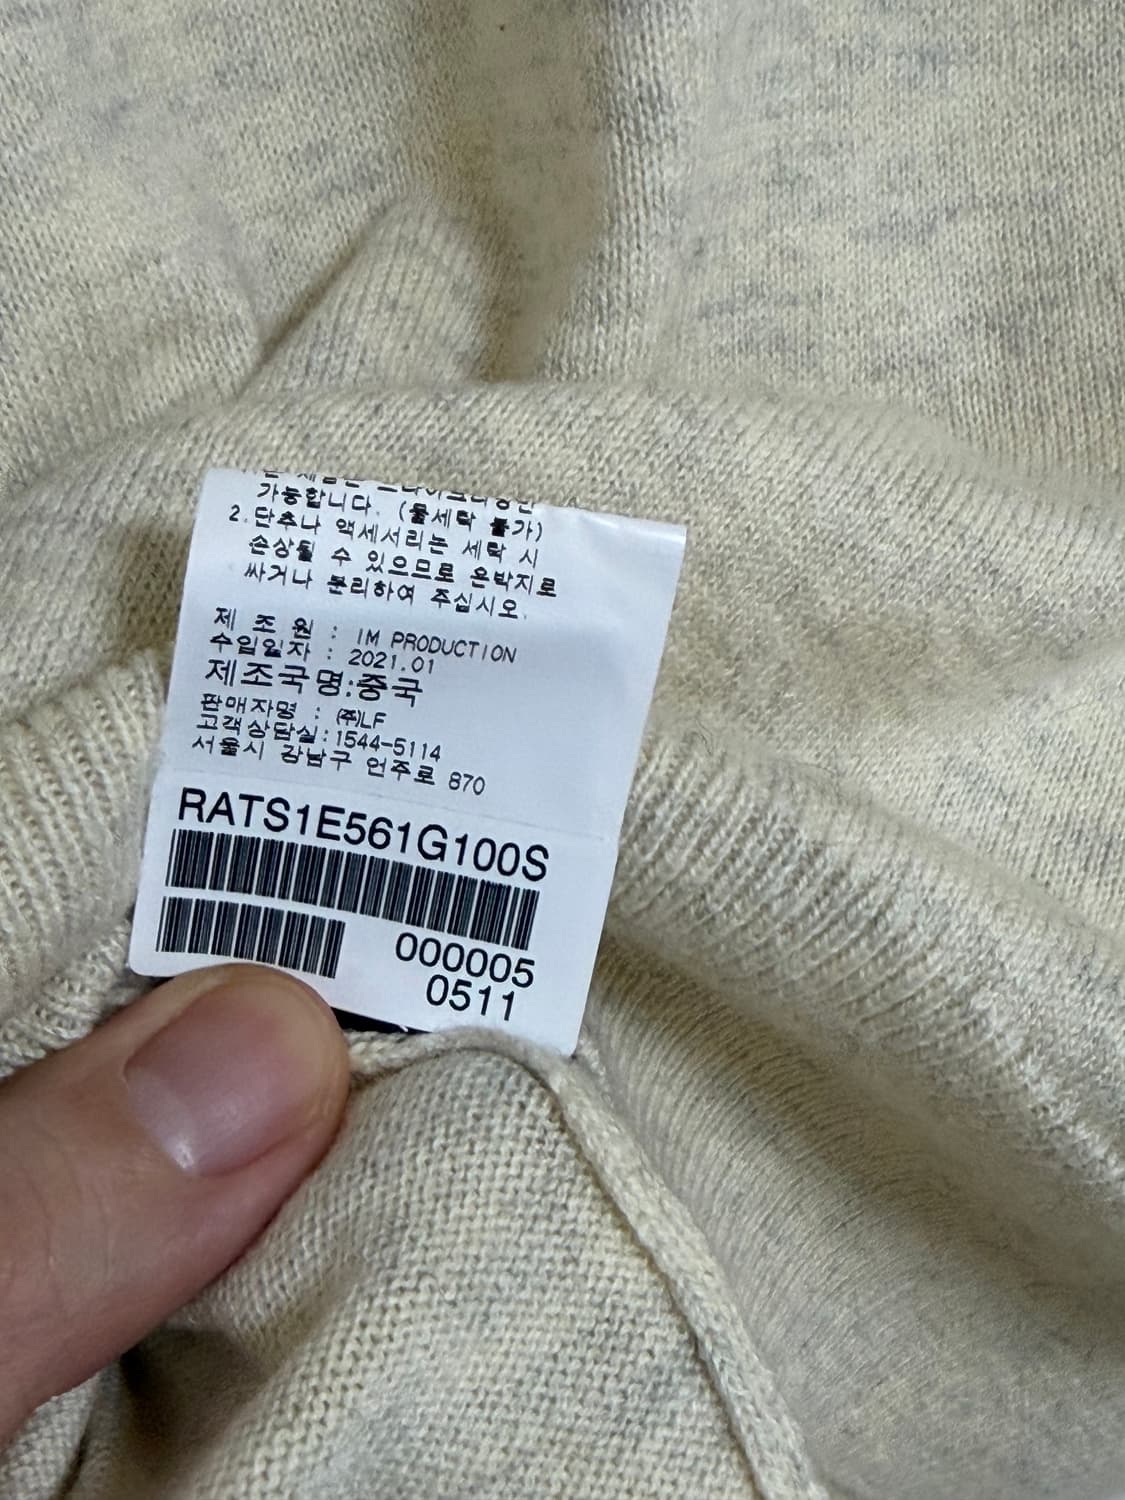 가능합니다. (물세탁 불가)
2.단추나 액세서리는 세탁 시
손상될 수 있으므로 은박지로
싸거나 분리하여 주십시오.
제 조 원 : IM PRODUCTION
수입일자 : 2021.01
제조국명:중국
판매자명 : ㈜LF
고객상담실:1544-5114
서울시 강남구 언주로 870
RATS1E561G100S
000005
0511